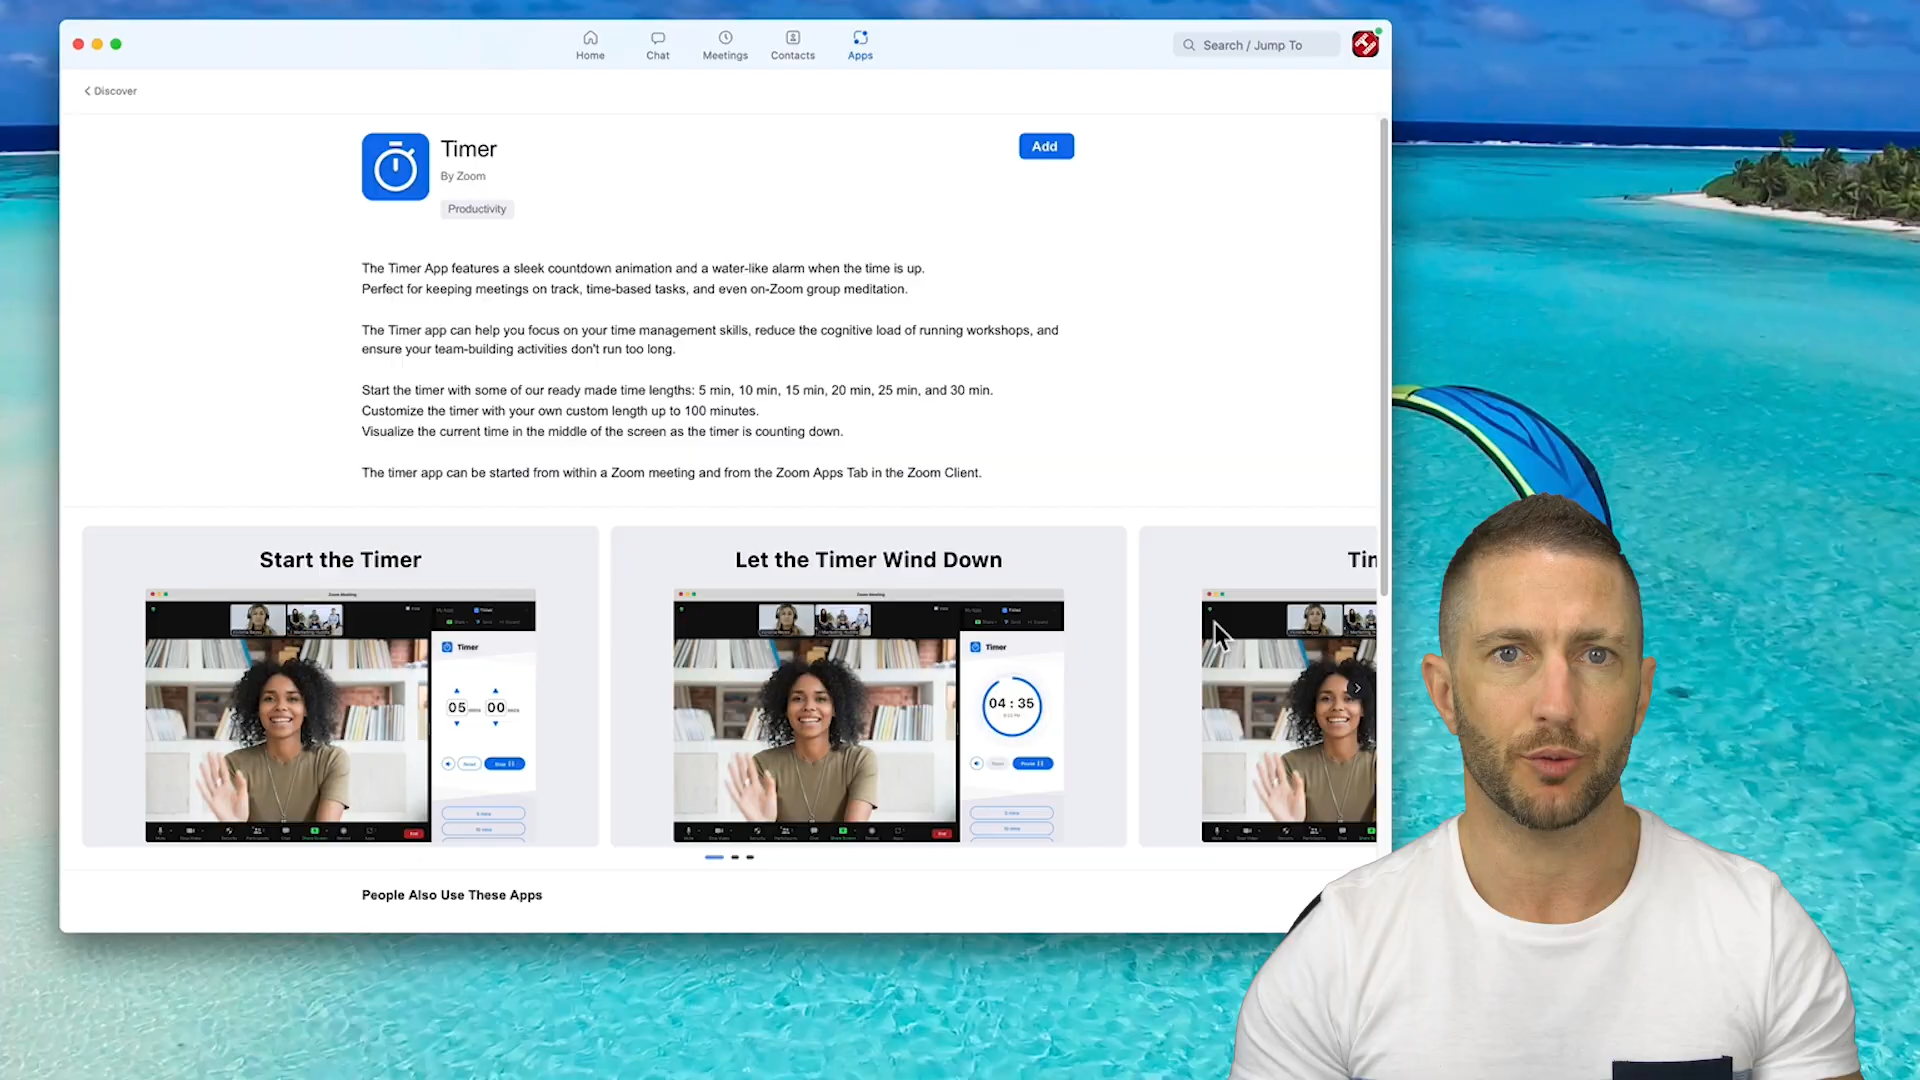 Home
Chat
Meetings
Contacts
Apps
Search / Jump To
Discover
Timer
By Zoom
Productivity
Add
The Timer App features a sleek countdown animation and a water-like alarm when the time is up.
Perfect for keeping meetings on track, time-based tasks, and even on-Zoom group meditation.
The Timer app can help you focus on your time management skills, reduce the cognitive load of running workshops, and
ensure your team-building activities don't run too long.
Start the timer with some of our ready made time lengths: 5 min, 10 min, 15 min, 20 min, 25 min, and 30 min.
Customize the timer with your own custom length up to 100 minutes.
Visualize the current time in the middle of the screen as the timer is counting down.
The timer app can be started from within a Zoom meeting and from the Zoom Apps Tab in the Zoom Client.
Start the Timer
Zoom Meeting
Timer
05
00
Let the Timer Wind Down
Zoom Meeting
Timer
04 : 35
Pause
Tim
People Also Use These Apps